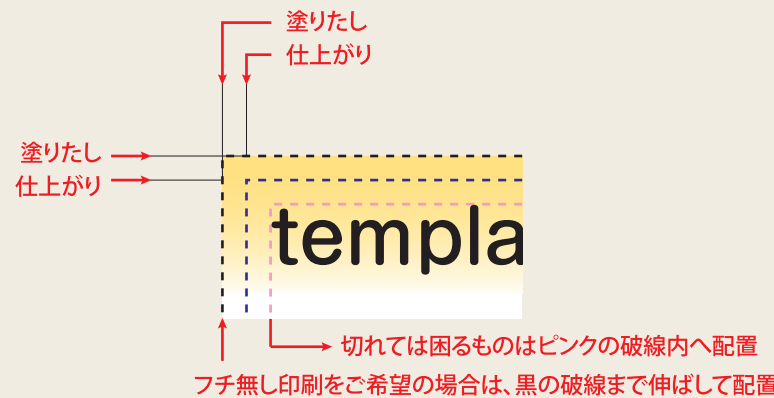 塗りたし
仕上がり
塗りたし
仕上がり
templa
切れては困るものはピンクの破線内へ配置
フチ無し印刷をご希望の場合は、黒の破線まで伸ばして配置